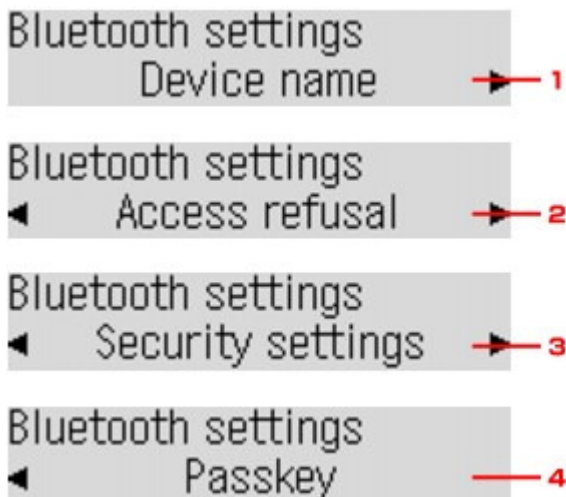 Bluetooth settings
Device name ► 1
Bluetooth settings
◄ Access refusal ► 2
Bluetooth settings
◄ Security settings ► 3
Bluetooth settings
◄ Passkey 4